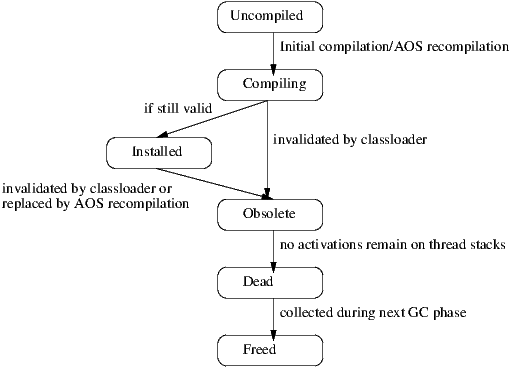 Uncompiled
Initial compilation/AOS recompilation
Compiling
if still valid
invalidated by classloader
Installed
invalidated by classloader or
replaced by AOS recompilation
Obsolete
no activations remain on thread stacks
Dead
collected during next GC phase
Freed